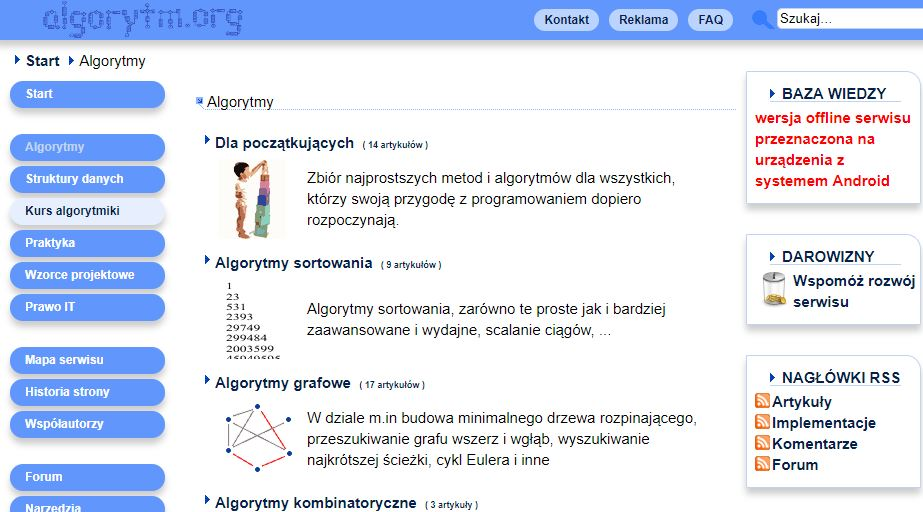 algorytm.org
Kontakt Reklama FAQ Szukaj...
Start Algorytmy
Start
Algorytmy
Struktury danych
Kurs algorytmiki
Praktyka
Wzorce projektowe
Prawo IT
Mapa serwisu
Historia strony
Współautorzy
Forum
Narzędzia
Algorytmy
Dla początkujących ( 14 artykułów )
Zbiór najprostszych metod i algorytmów dla wszystkich,
którzy swoją przygodę z programowaniem dopiero
rozpoczynają.
Algorytmy sortowania ( 9 artykułów )
1
23
531
2393
29749
299484
2003599
Algorytmy sortowania, zarówno te proste jak i bardziej
zaawansowane i wydajne, scalanie ciągów, ...
Algorytmy grafowe ( 17 artykułów )
W dziale m.in budowa minimalnego drzewa rozpinającego,
przeszukiwanie grafu wszerz i wgłąb, wyszukiwanie
najkrótszej ścieżki, cykl Eulera i inne
Algorytmy kombinatoryczne ( 3 artykuły )
BAZA WIEDZY
wersja offline serwisu
przeznaczona na
urządzenia z
systemem Android
DAROWIZNY
Wspomóż rozwój
serwisu
NAGŁÓWKI RSS
Artykuły
Implementacje
Komentarze
Forum